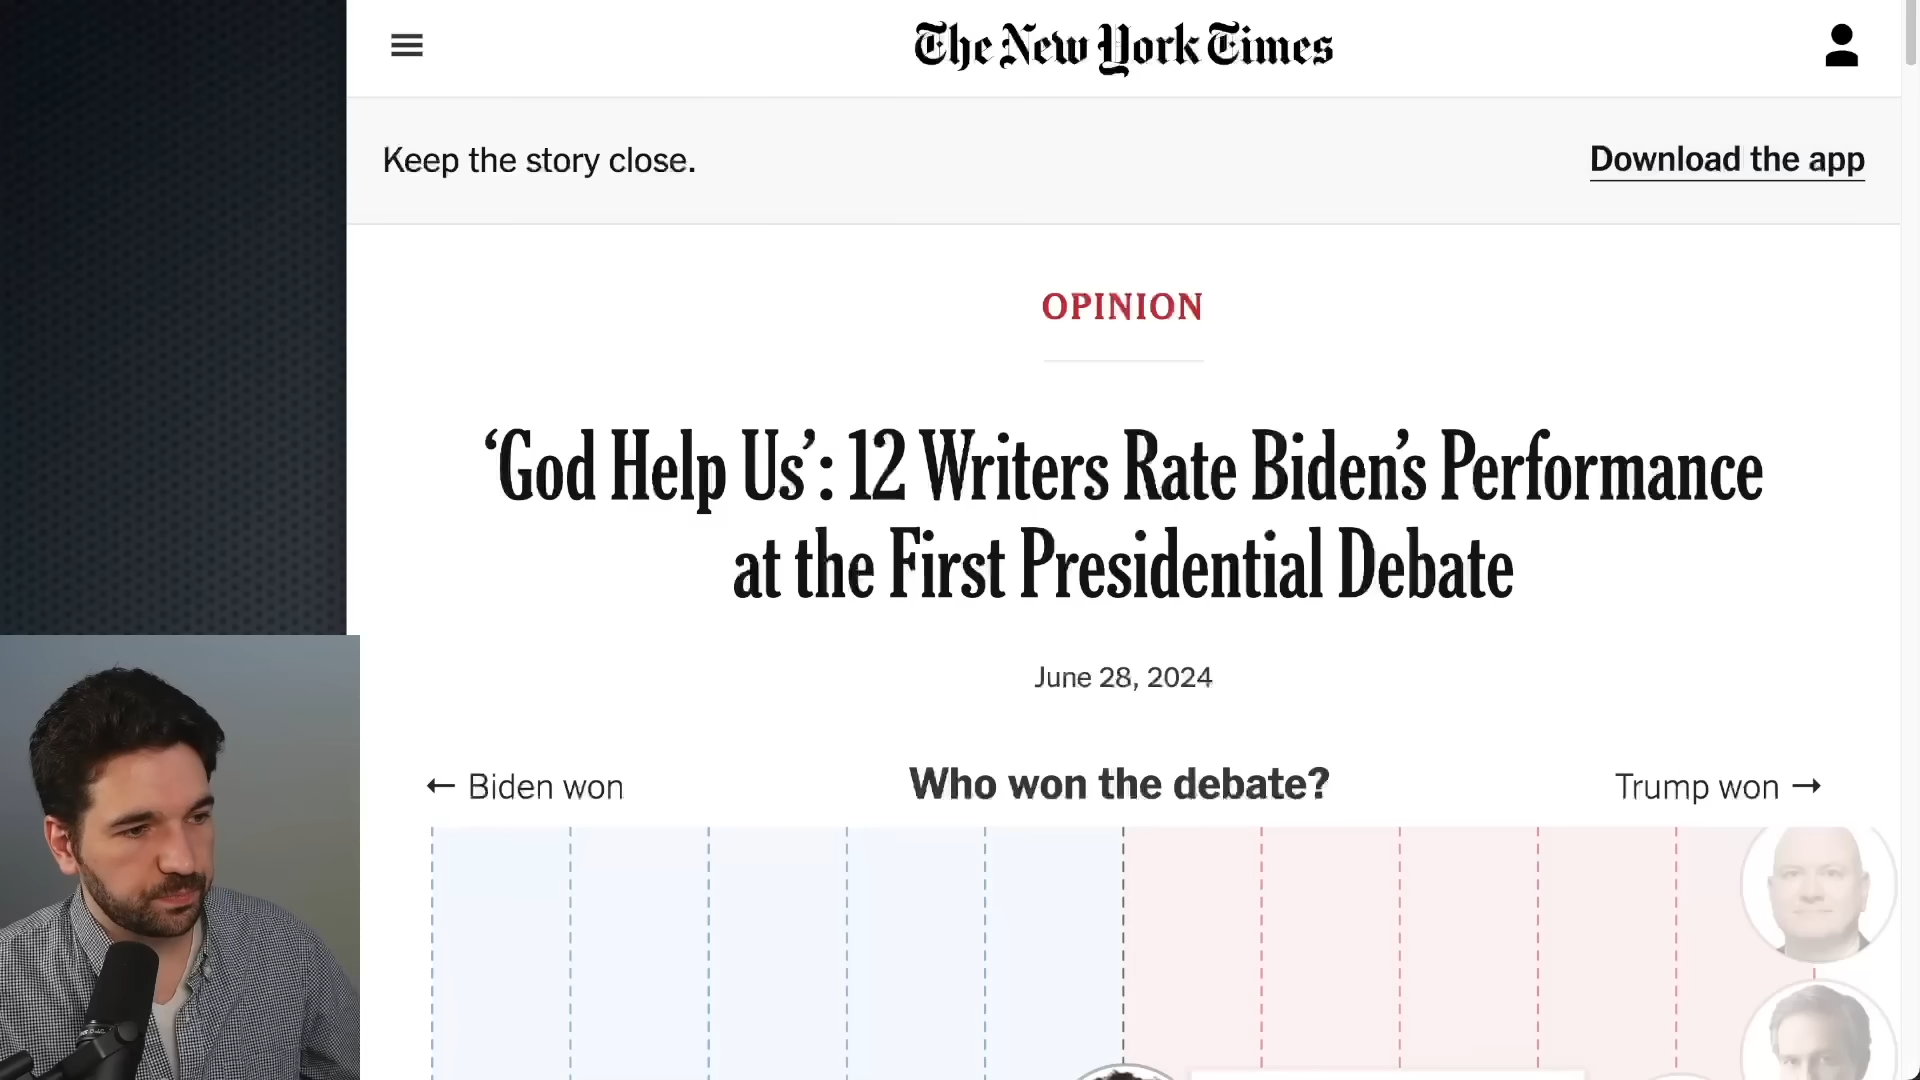 The New York Times
Keep the story close.
Download the app
OPINION
‘God Help Us’: 12 Writers Rate Biden’s Performance
at the First Presidential Debate
June 28, 2024
← Biden won
Who won the debate?
Trump won →